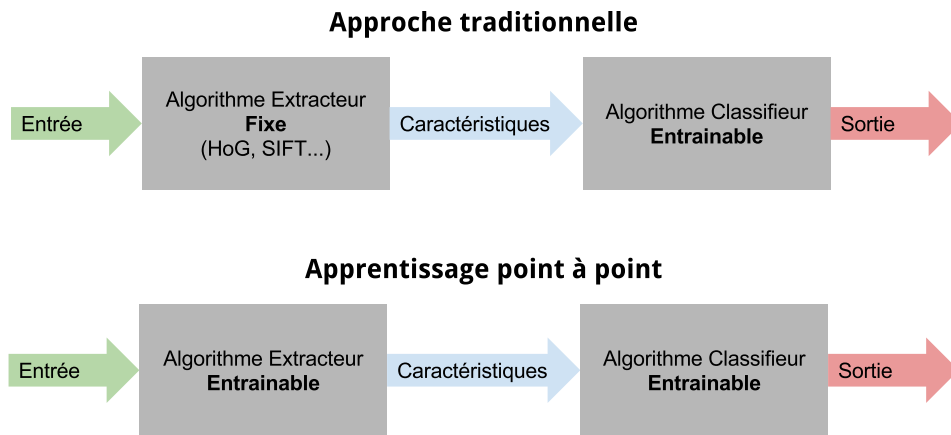 Approche traditionnelle
Entrée
Algorithme Extracteur
Fixe
(HoG, SIFT...)
Caractéristiques
Algorithme Classifieur
Entrainable
Sortie
Apprentissage point à point
Entrée
Algorithme Extracteur
Entrainable
Caractéristiques
Algorithme Classifieur
Entrainable
Sortie